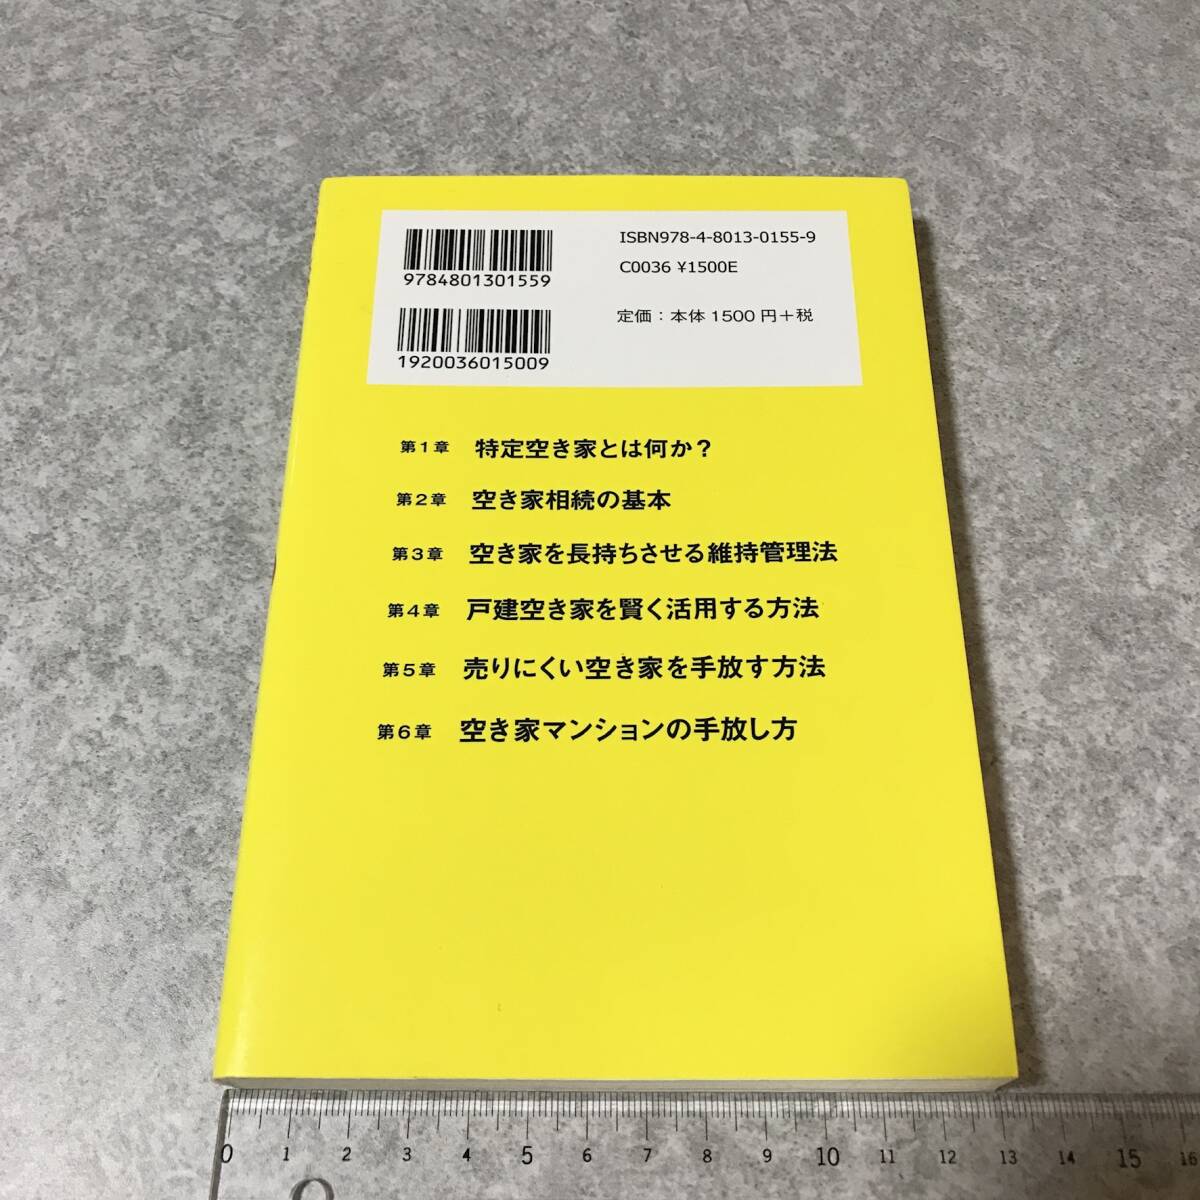 ISBN978-4-8013-0155-9
C0036 ¥1500E
定価：本体1500円＋税
9784801301559
1920036015009
第1章 特定空き家とは何か？
第2章 空き家相続の基本
第3章 空き家を長持ちさせる維持管理法
第4章 戸建空き家を賢く活用する方法
第5章 売りにくい空き家を手放す方法
第6章 空き家マンションの手放し方
0 1 2 3 4 5 6 7 8 9 10 11 12 13 14 15 16